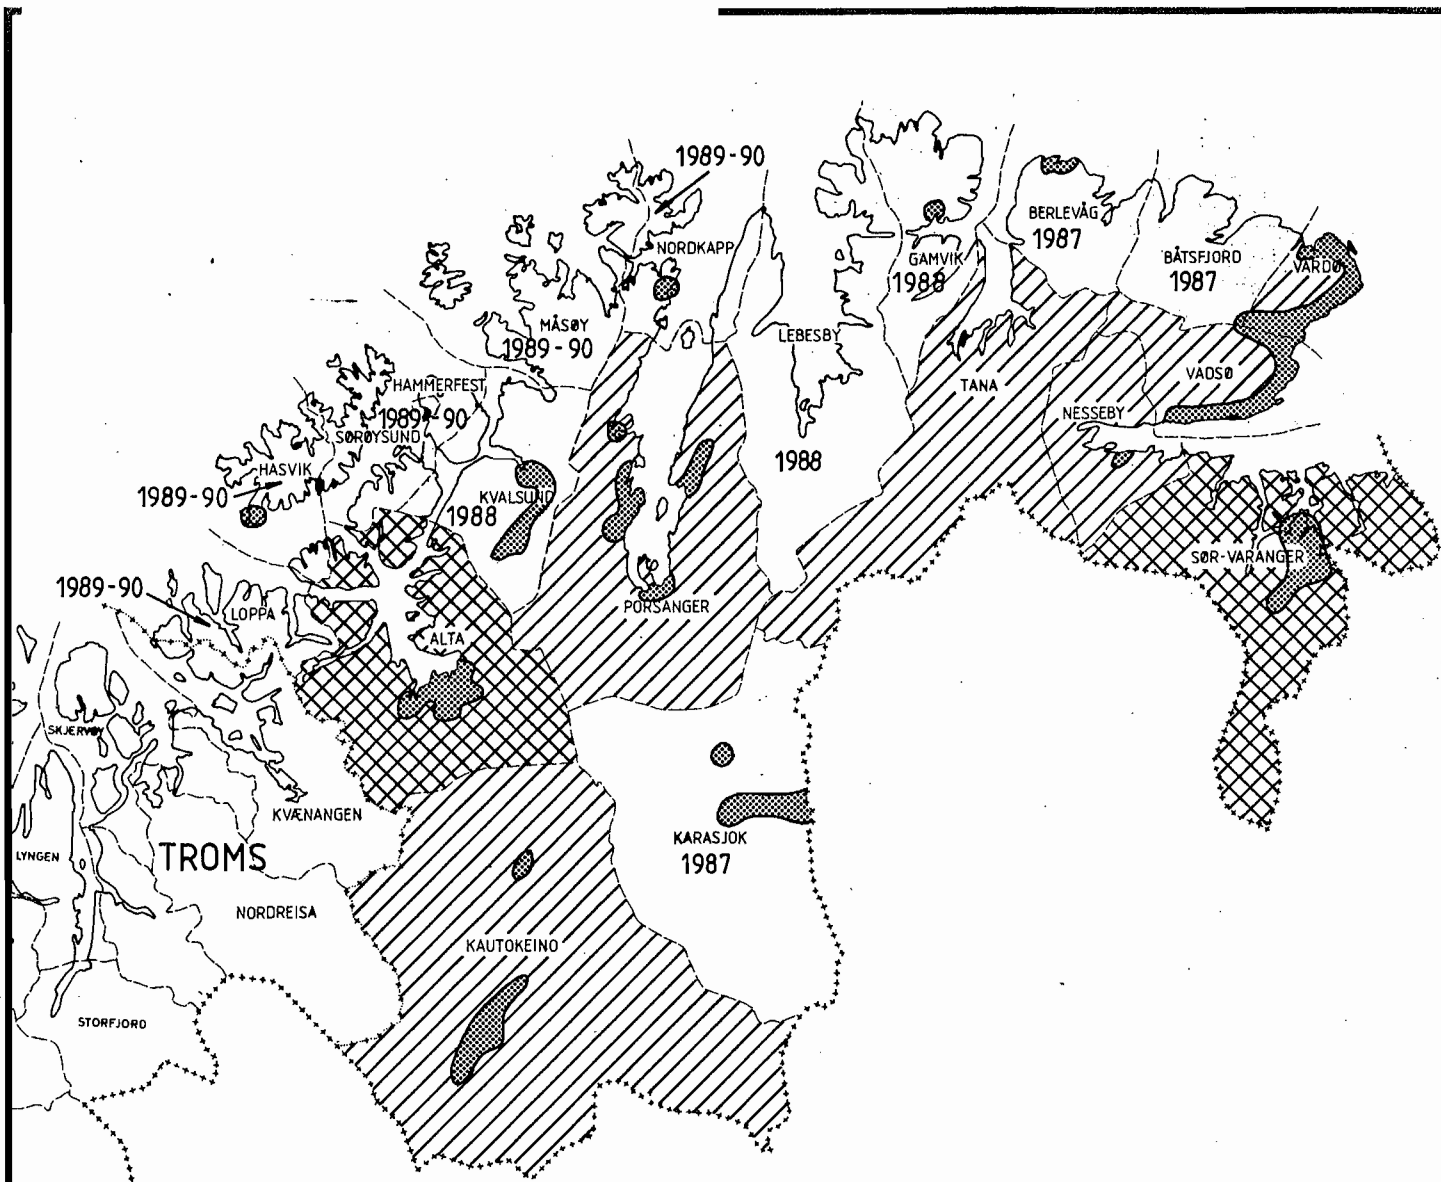 1989-90
NORDKAPP
BERLEVÅG
1987
GAMVIK
1988
BÅTSFJORD
1987
VARDØ
MÅSØY
1989-90
LEBESBY
1988
HAMMERFEST
1989-90
SØRØYSUND
TANA
VADSØ
NESSEBY
HASVIK
1989-90
KVALSUND
1988
SØR-VARANGER
1989-90
LOPPA
ALTA
PORSANGER
SKJERVØY
KVÆNANGEN
TROMS
LYNGEN
KARASJOK
1987
NORDREISA
KAUTOKEINO
STORFJORD